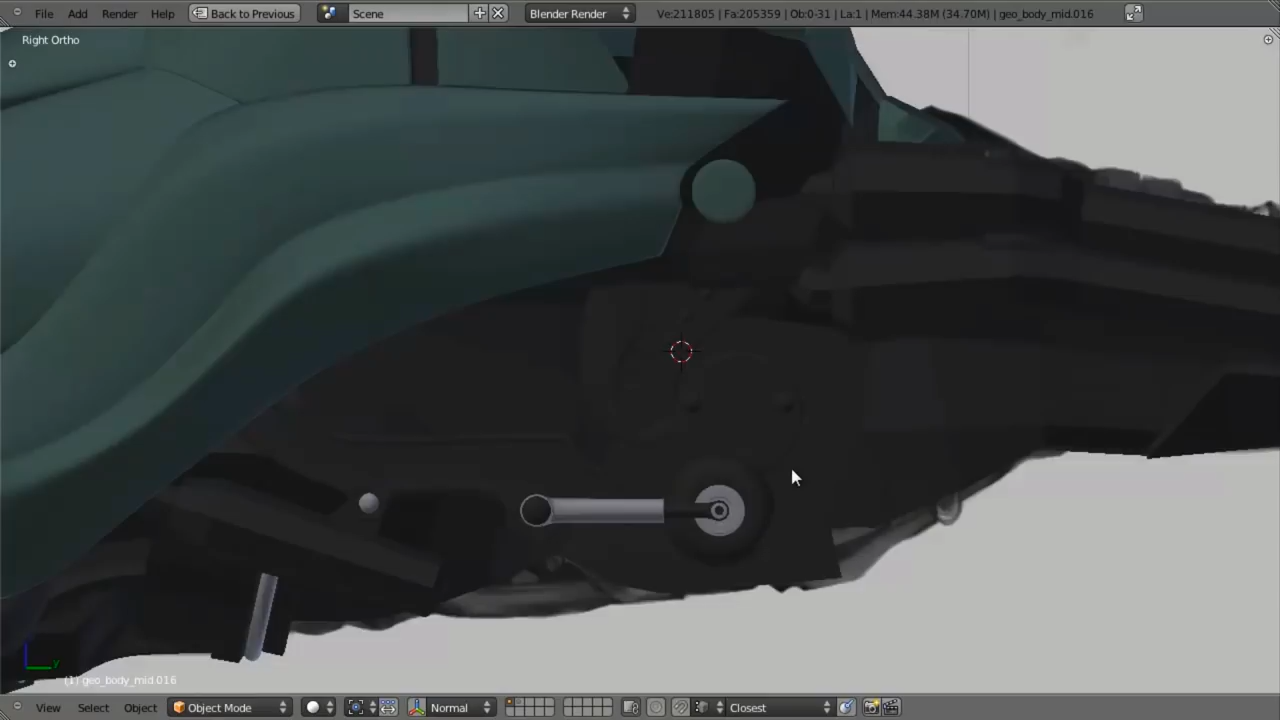 File Add Render Help Back to Previous Scene Blender Render Ve:211805 | Fa:205359 | Ob:0-31 | La:1 | Mem:44.38M (34.70M) | geo_body_mid.016
Right Ortho
y
(1) geo_body_mid.016
View Select Object Object Mode Normal Closest